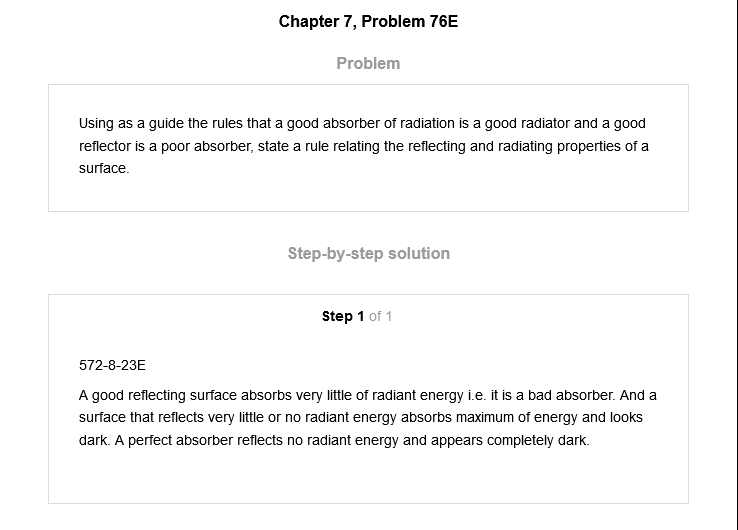 Chapter 7, Problem 76E
Problem
Using as a guide the rules that a good absorber of radiation is a good radiator and a good
reflector is a poor absorber, state a rule relating the reflecting and radiating properties of a
surface.
Step-by-step solution
Step 1 of 1
572-8-23E
A good reflecting surface absorbs very little of radiant energy i.e. it is a bad absorber. And a
surface that reflects very little or no radiant energy absorbs maximum of energy and looks
dark. A perfect absorber reflects no radiant energy and appears completely dark.